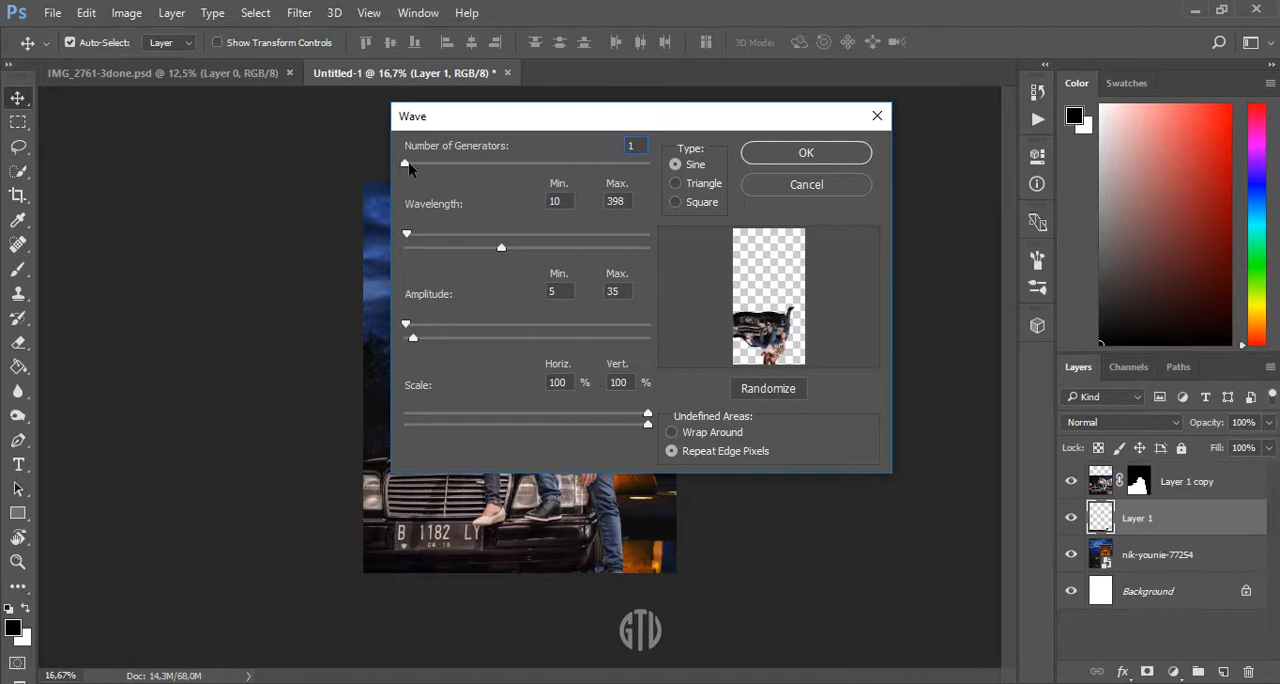 Ps File Edit Image Layer Type Select Filter 3D View Window Help
Auto-Select: Layer Show Transform Controls 3D Mode:
IMG_2761-3done.psd @ 12,5% (Layer 0, RGB/8) × Untitled-1 @ 16,7% (Layer 1, RGB/8) * ×
Wave
Number of Generators: 1
Min. Max.
Wavelength: 10 398
Min. Max.
Amplitude: 5 35
Horiz. Vert.
Scale: 100 % 100 %
Type:
Sine
Triangle
Square
OK
Cancel
Randomize
Undefined Areas:
Wrap Around
Repeat Edge Pixels
Color Swatches
Layers Channels Paths
Kind
Normal Opacity: 100%
Lock: Fill: 100%
Layer 1 copy
Layer 1
nik-younie-77254
Background
B 1182 LY
06·19
GTV
16,67% Doc: 14,3M/68,0M